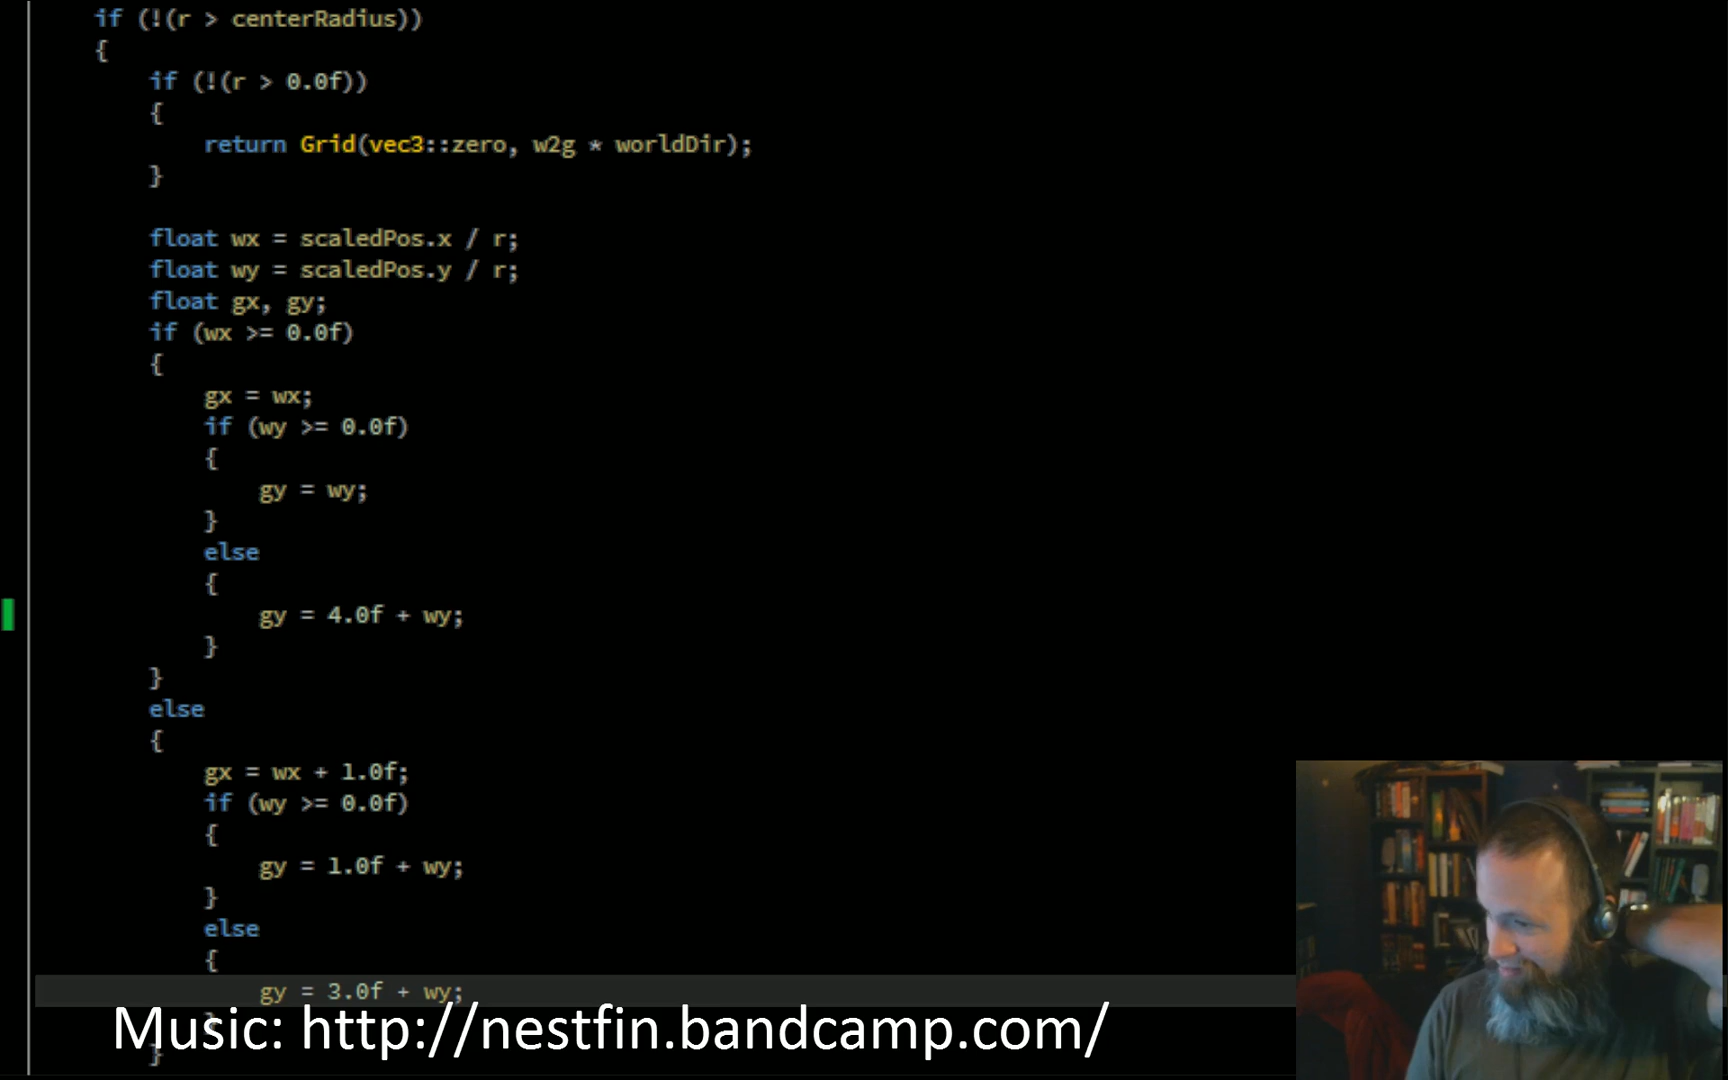 if (!(r > centerRadius))
{
if (!(r > 0.0f))
{
return Grid(vec3::zero, w2g * worldDir);
}
float wx = scaledPos.x / r;
float wy = scaledPos.y / r;
float gx, gy;
if (wx >= 0.0f)
{
gx = wx;
if (wy >= 0.0f)
{
gy = wy;
}
else
{
gy = 4.0f + wy;
}
}
else
{
gx = wx + 1.0f;
if (wy >= 0.0f)
{
gy = 1.0f + wy;
}
else
{
gy = 3.0f + wy;
}
Music: http://nestfin.bandcamp.com/
}